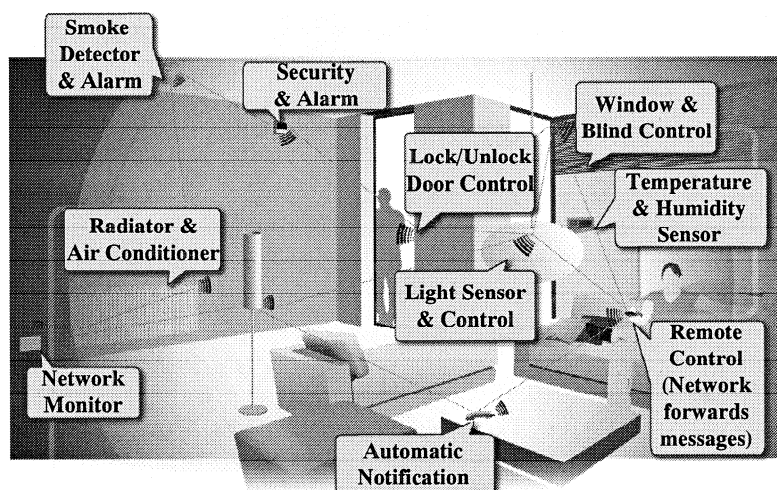 Smoke
Detector
& Alarm
Security
& Alarm
Window &
Blind Control
Lock/Unlock
Door Control
Temperature
& Humidity
Sensor
Radiator &
Air Conditioner
Light Sensor
& Control
Remote
Control
(Network
forwards
messages)
Network
Monitor
Automatic
Notification